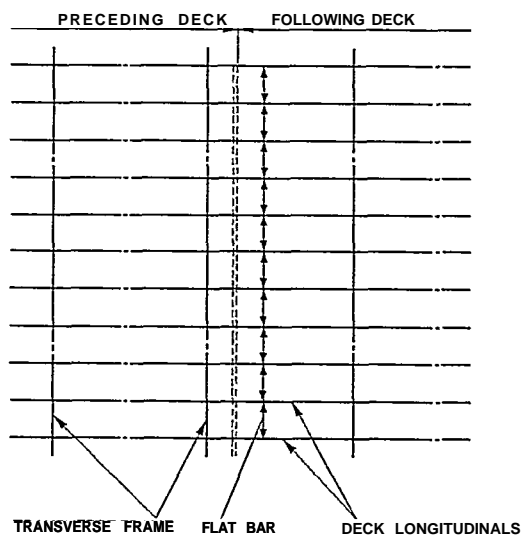 PRECEDING DECK FOLLOWING DECK
TRANSVERSE FRAME FLAT BAR DECK LONGITUDINALS